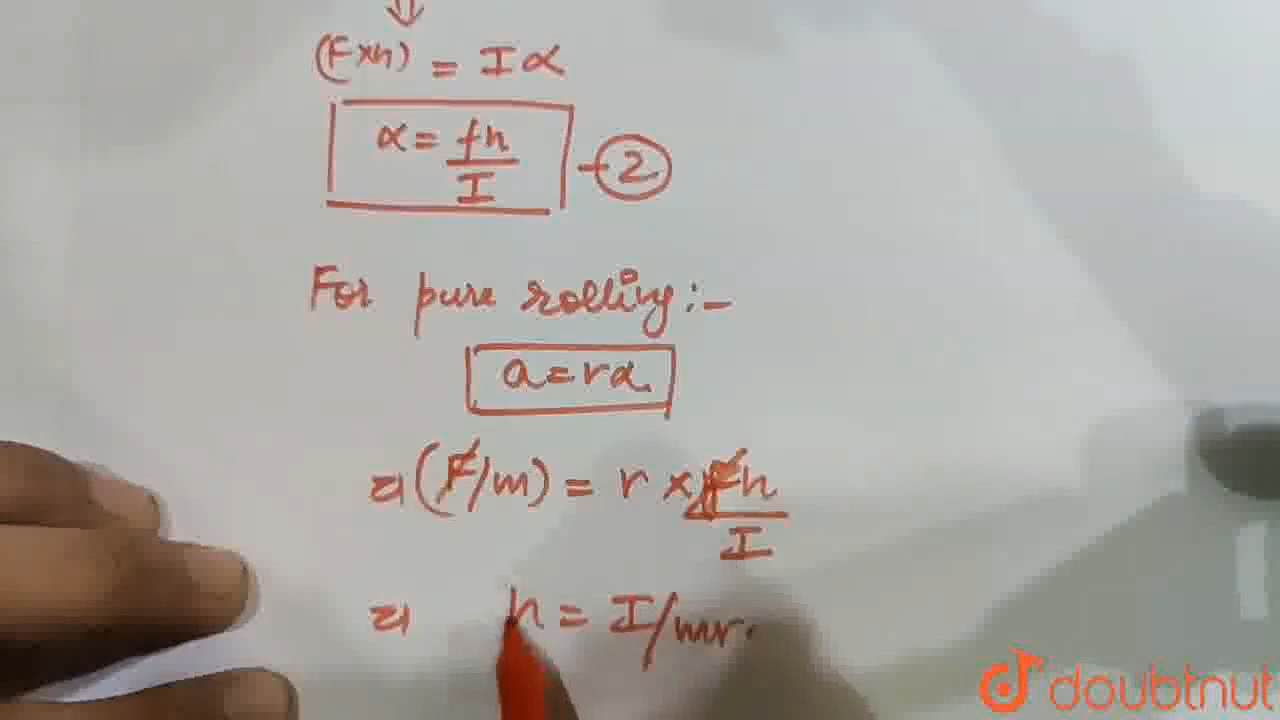 ⇓
(F×h) = Iα
α = fh/I —②
For pure rolling:-
a = rα
⇒ (F/m) = r × Fh/I
⇒ h = I/mr.
doubtnut